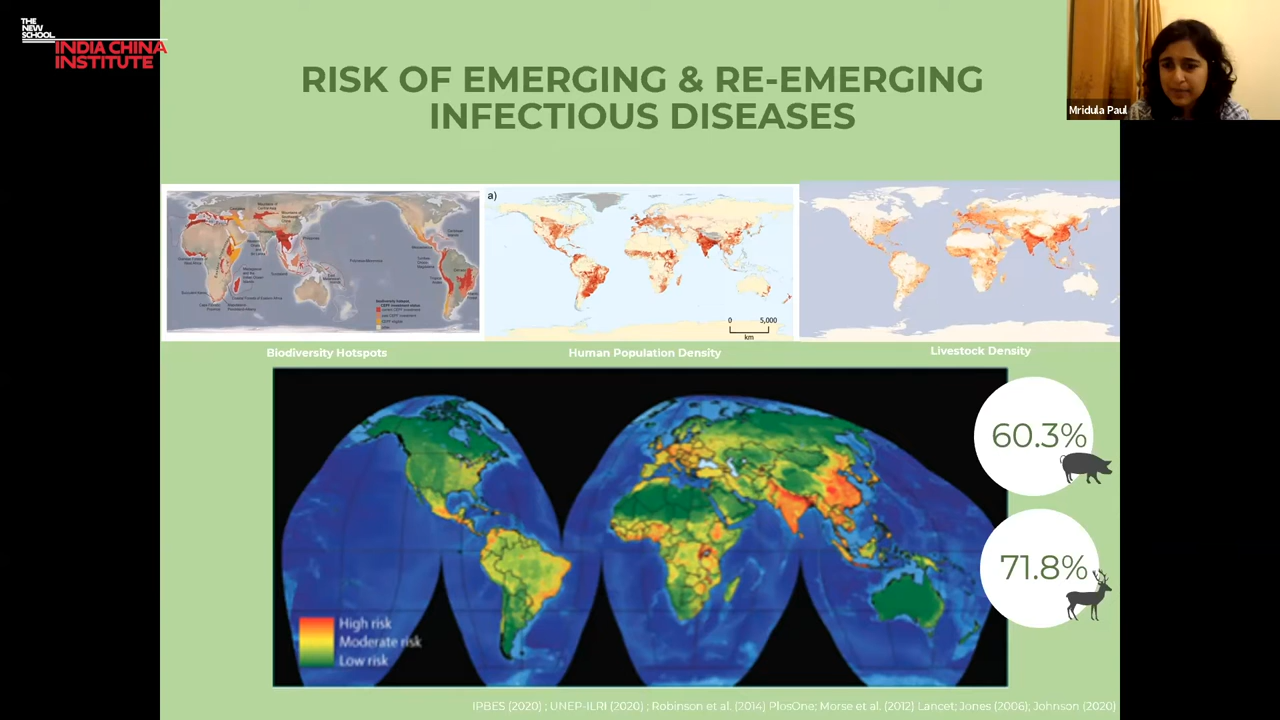 THE
NEW
SCHOOL
INDIA CHINA
INSTITUTE
Mridula Paul
RISK OF EMERGING & RE-EMERGING
INFECTIOUS DISEASES
a)
0 5,000
km
Biodiversity Hotspots
Human Population Density
Livestock Density
60.3%
71.8%
High risk
Moderate risk
Low risk
IPBES (2020) ; UNEP-ILRI (2020) ; Robinson et al. (2014) PlosOne; Morse et al. (2012) Lancet; Jones (2006); Johnson (2020)